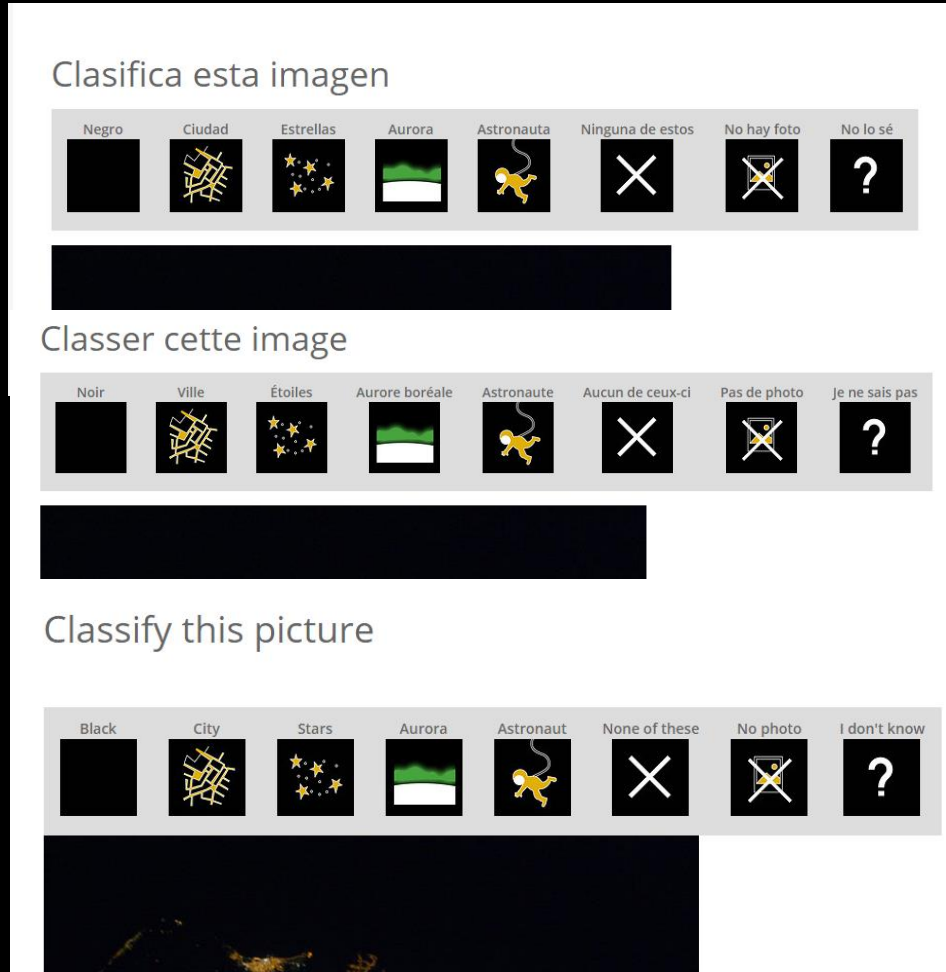 Clasifica esta imagen
Negro Ciudad Estrellas Aurora Astronauta Ninguna de estos No hay foto No lo sé
?
Classer cette image
Noir Ville Étoiles Aurore boréale Astronaute Aucun de ceux-ci Pas de photo Je ne sais pas
?
Classify this picture
Black City Stars Aurora Astronaut None of these No photo I don't know
?